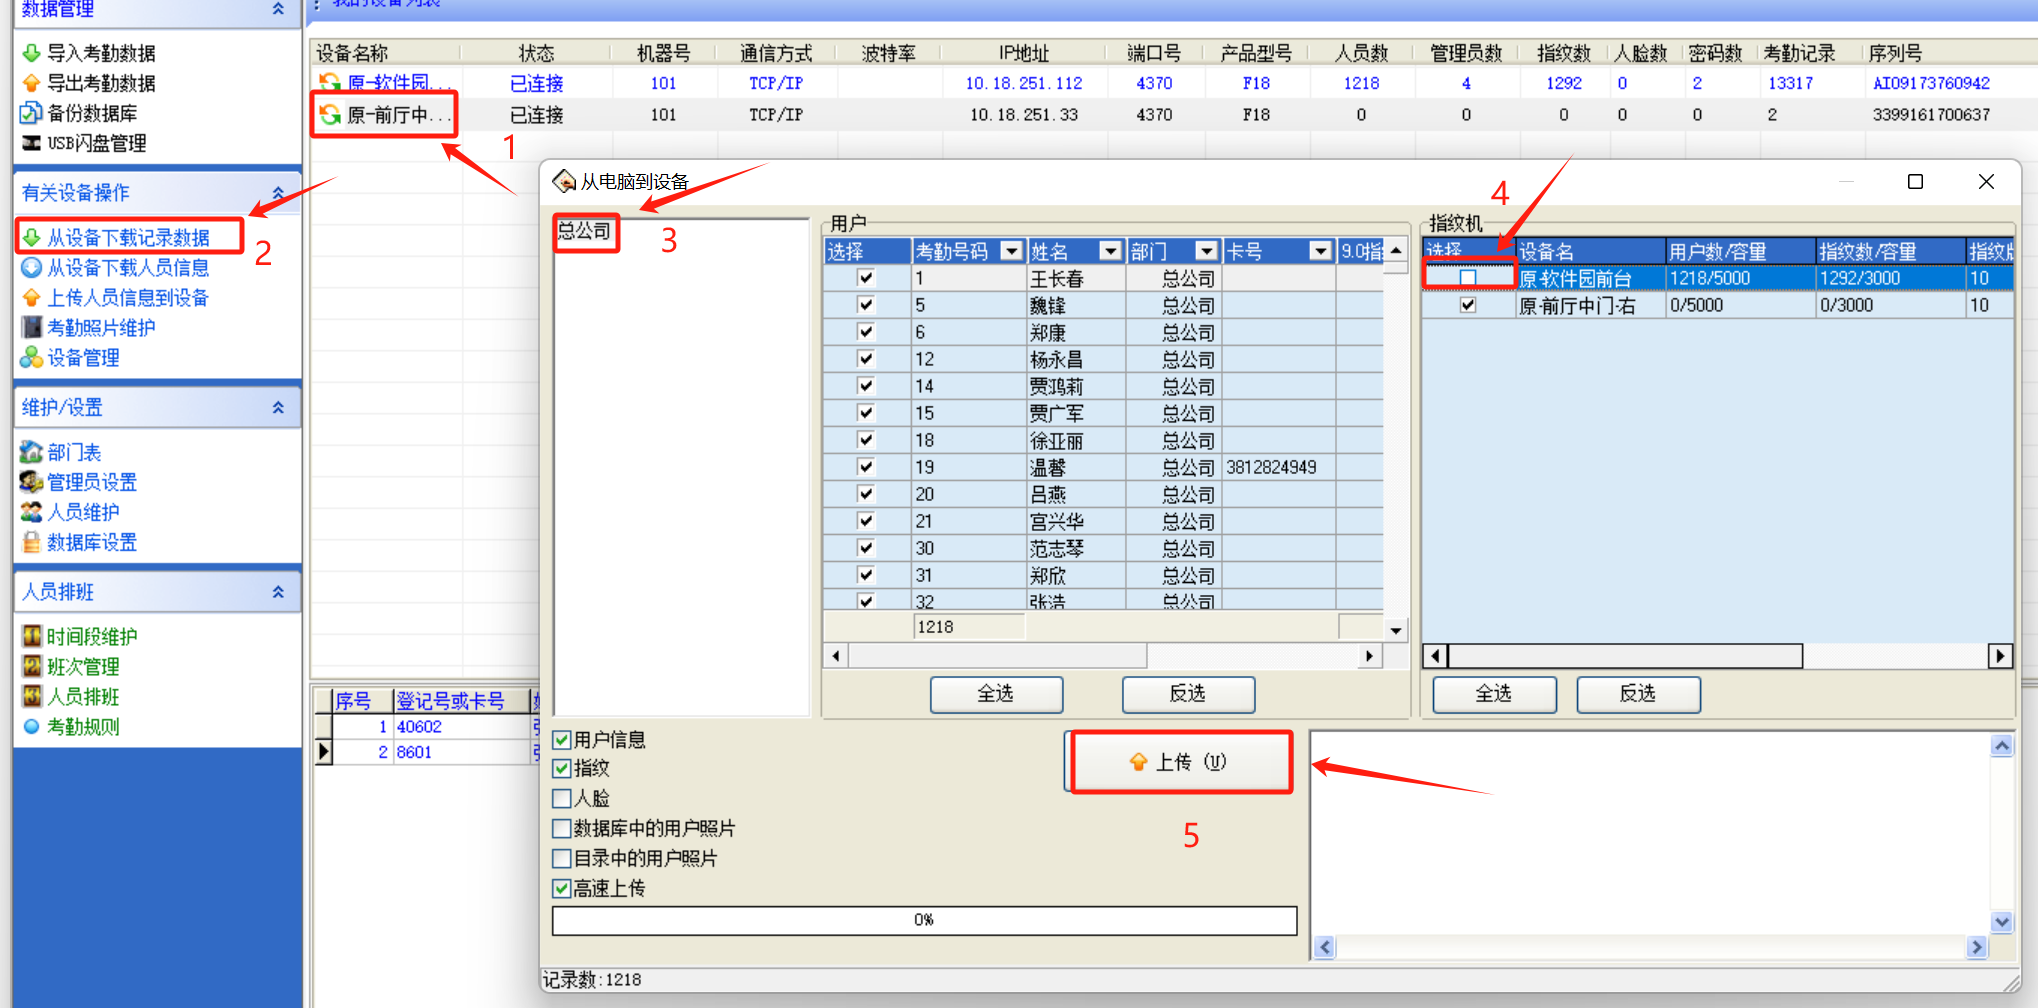 数据管理
导入考勤数据
导出考勤数据
备份数据库
USB闪盘管理
有关设备操作
从设备下载记录数据
2
从设备下载人员信息
上传人员信息到设备
考勤照片维护
设备管理
维护/设置
部门表
管理员设置
人员维护
数据库设置
人员排班
时间段维护
班次管理
人员排班
考勤规则
我的设备列表
设备名称 状态 机器号 通信方式 波特率 IP地址 端口号 产品型号 人员数 管理员数 指纹数 人脸数 密码数 考勤记录 序列号
原-软件园... 已连接 101 TCP/IP 10.18.251.112 4370 F18 1218 4 1292 0 2 13317 AIO9173760942
原-前厅中... 已连接 101 TCP/IP 10.18.251.33 4370 F18 0 0 0 0 0 2 3399161700637
1
序号 登记号或卡号
1 40602
2 8601
从电脑到设备
总公司
3
用户
选择 考勤号码 姓名 部门 卡号 9.0指
1 王长春 总公司
5 魏锋 总公司
6 郑康 总公司
12 杨永昌 总公司
14 贾鸿莉 总公司
15 贾广军 总公司
18 徐亚丽 总公司
19 温馨 总公司 3812824949
20 吕燕 总公司
21 宫兴华 总公司
30 范志琴 总公司
31 郑欣 总公司
32 张浩 总公司
1218
全选 反选
4
指纹机
选择 设备名 用户数/容量 指纹数/容量 指纹版
原-软件园前台 1218/5000 1292/3000 10
原-前厅中门-右 0/5000 0/3000 10
全选 反选
用户信息
指纹
人脸
数据库中的用户照片
目录中的用户照片
高速上传
上传 (U)
5
0%
记录数:1218